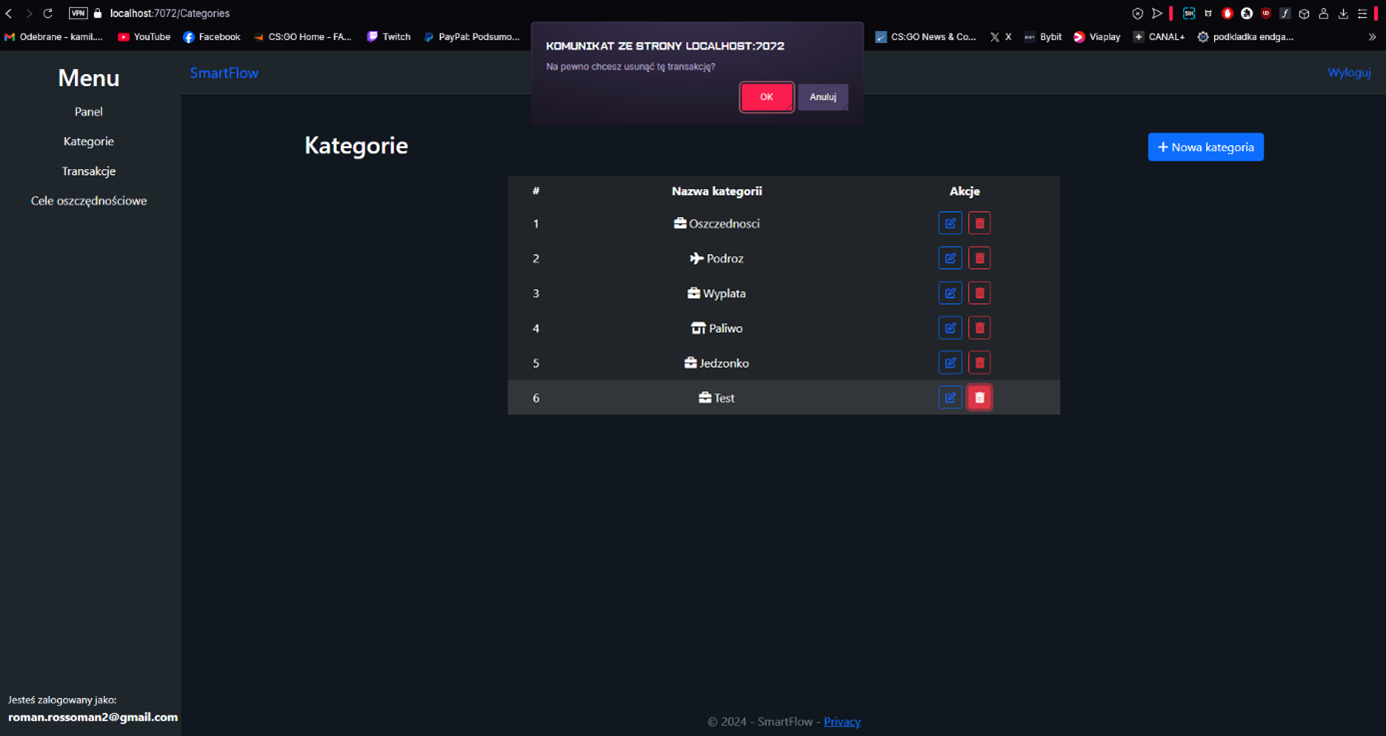 VPN localhost:7072/Categories
Odebrane - kamil.... YouTube Facebook CS:GO Home - FA... Twitch PayPal: Podsumo... CS:GO News & Co... X Bybit Viaplay CANAL+ podkladka endga...
KOMUNIKAT ZE STRONY LOCALHOST:7072
Na pewno chcesz usunąć tę transakcję?
OK Anuluj
Menu
Panel
Kategorie
Transakcje
Cele oszczędnościowe
SmartFlow Wyloguj
Kategorie + Nowa kategoria
# Nazwa kategorii Akcje
1 Oszczednosci
2 Podroz
3 Wyplata
4 Paliwo
5 Jedzonko
6 Test
Jesteś zalogowany jako:
roman.rossoman2@gmail.com
© 2024 - SmartFlow - Privacy